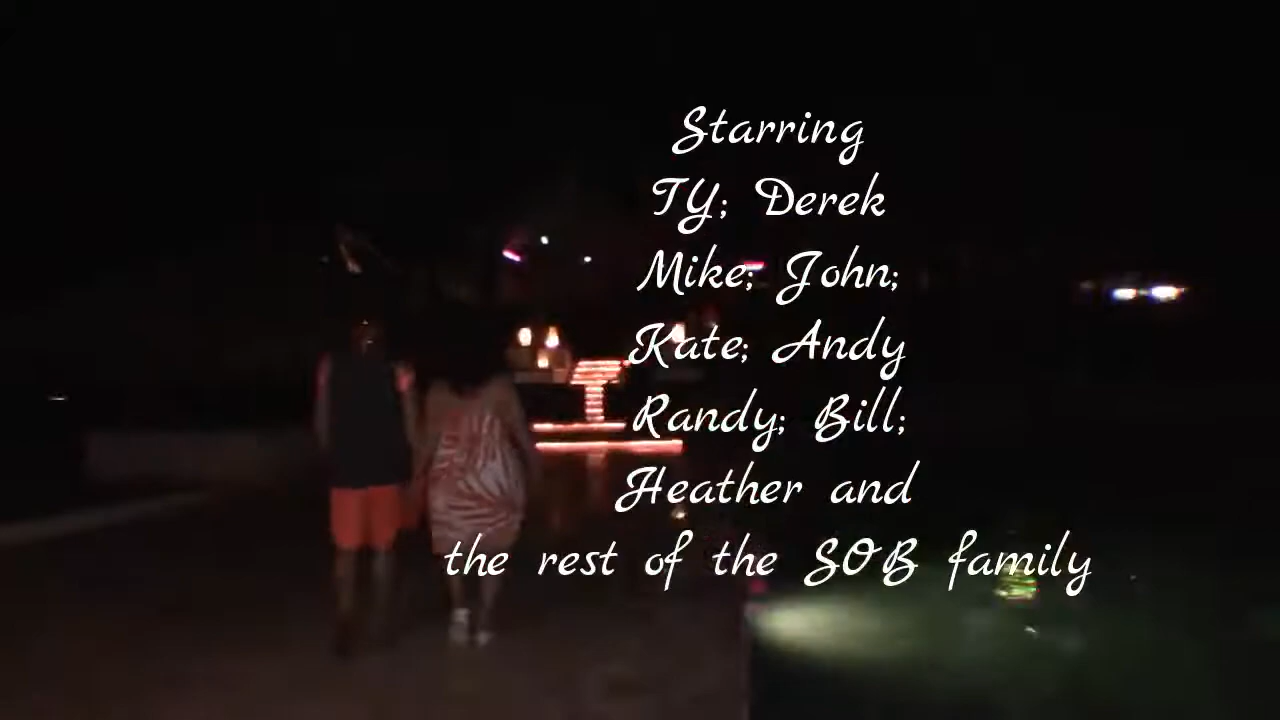 Starring
TY; Derek
Mike; John;
Kate; Andy
Randy; Bill;
Heather and
the rest of the SOB family